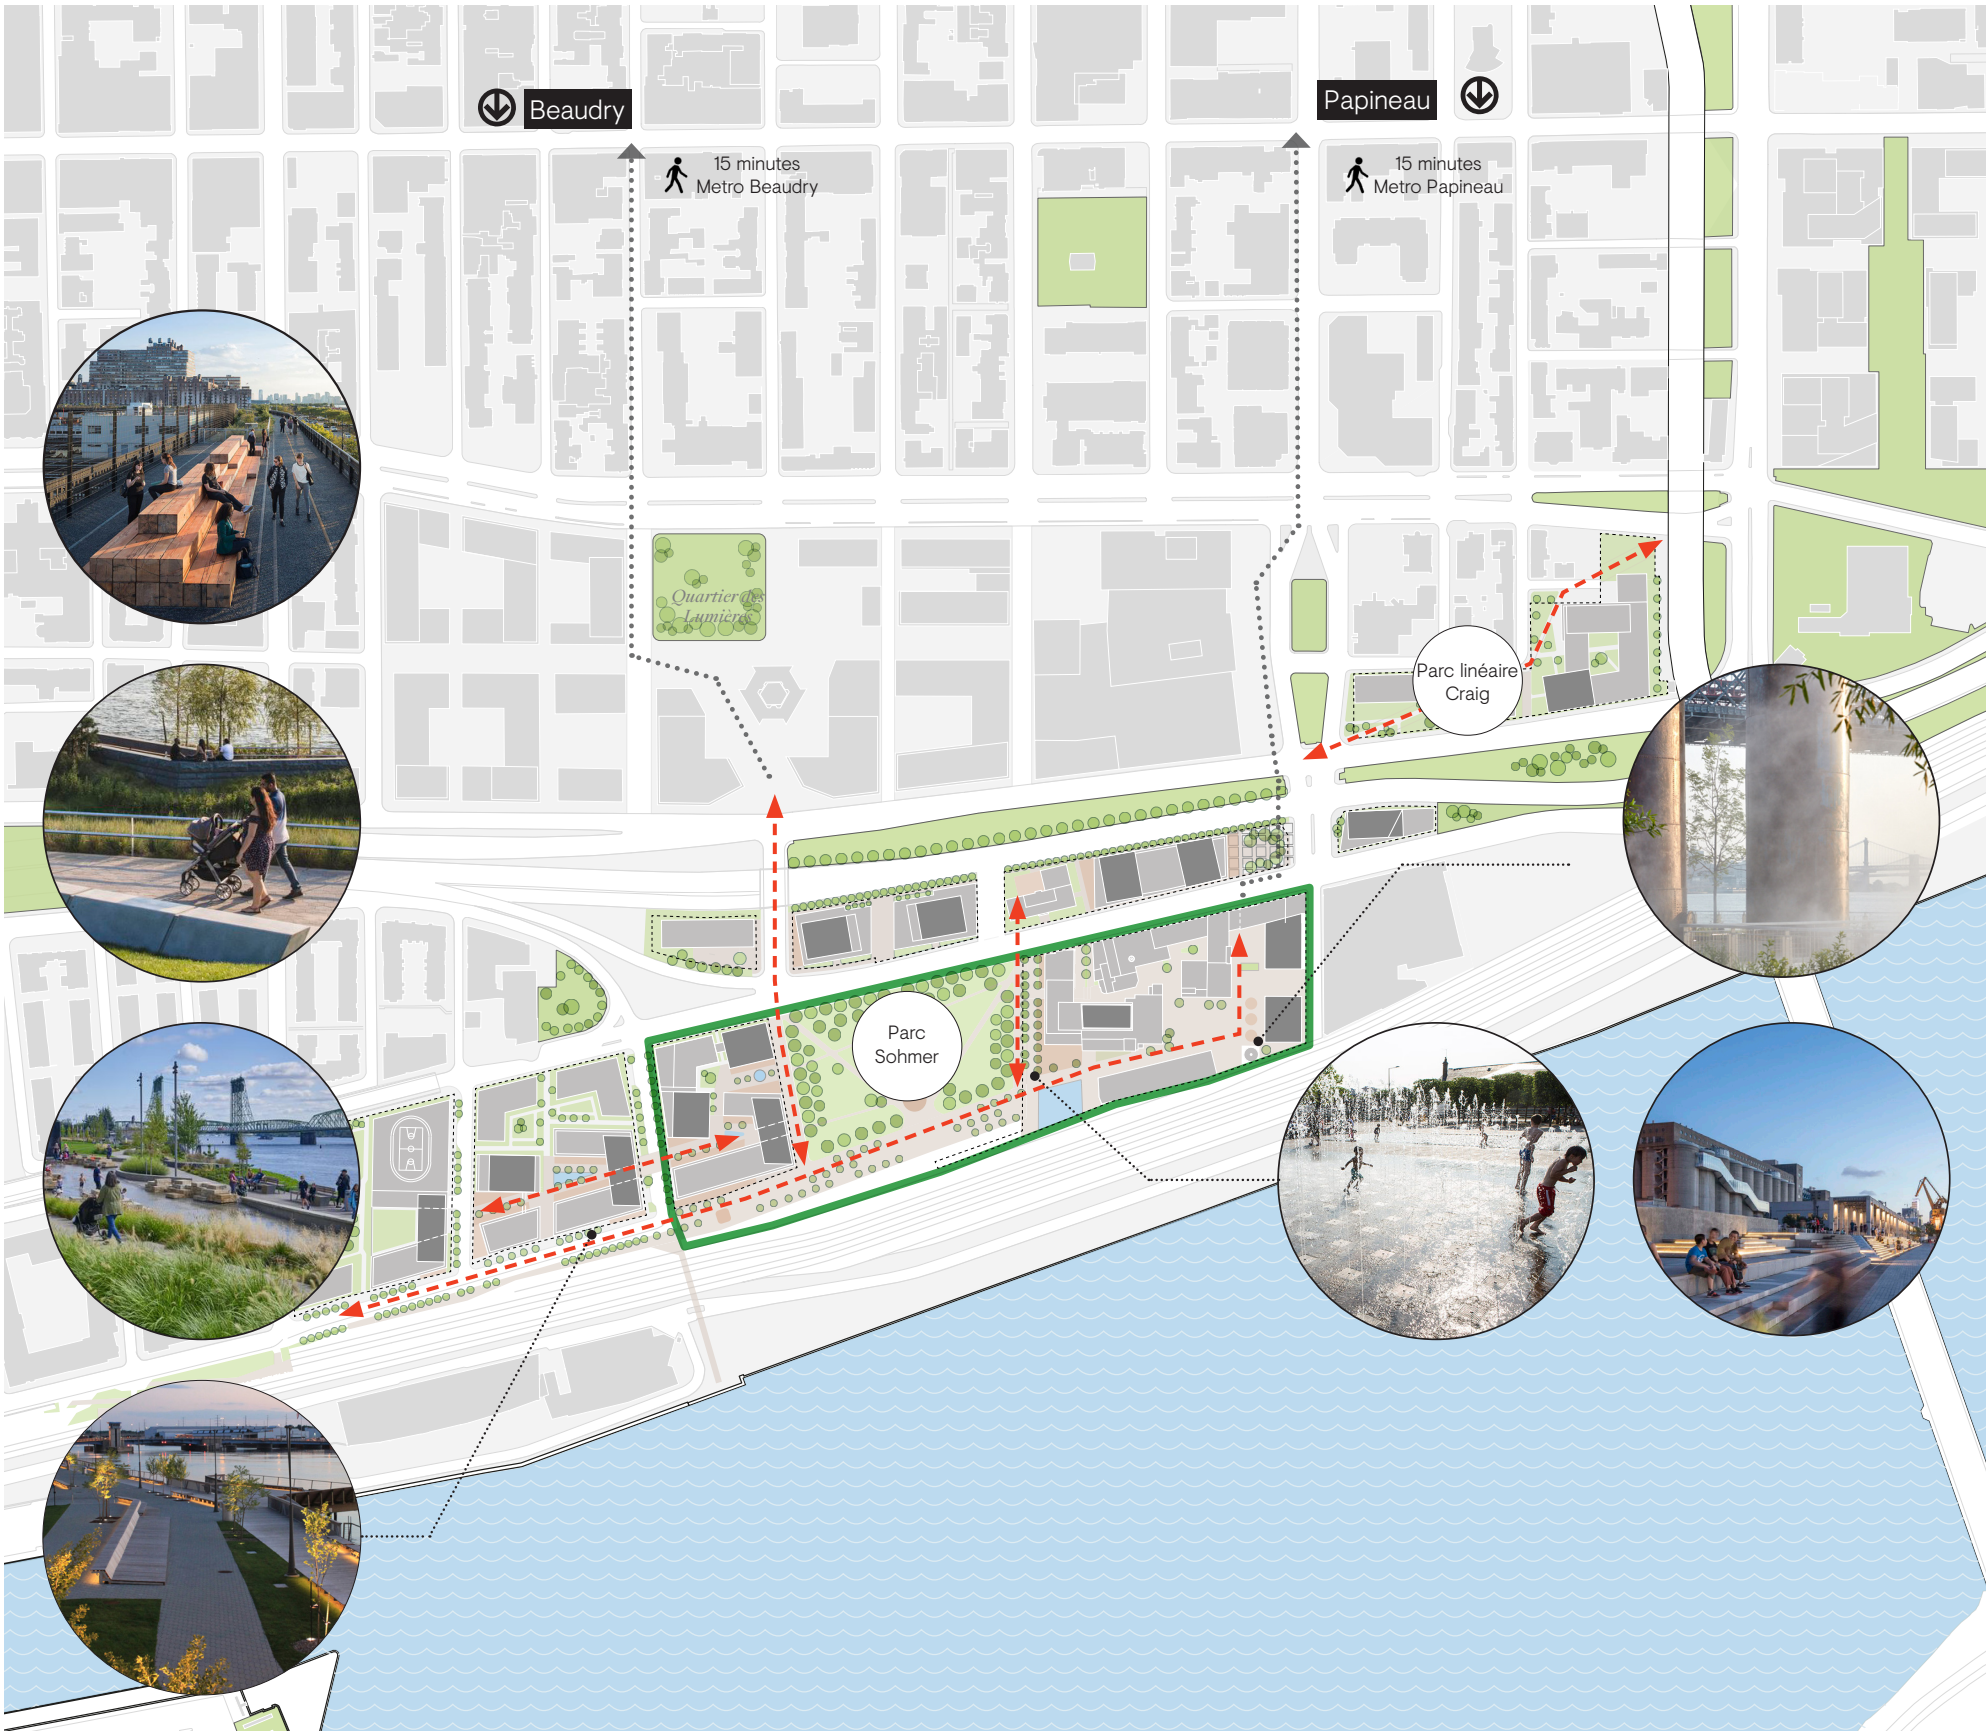 Beaudry
Papineau
15 minutes
Metro Beaudry
15 minutes
Metro Papineau
Quartier des
Lumières
Parc linéaire
Craig
Parc
Sohmer